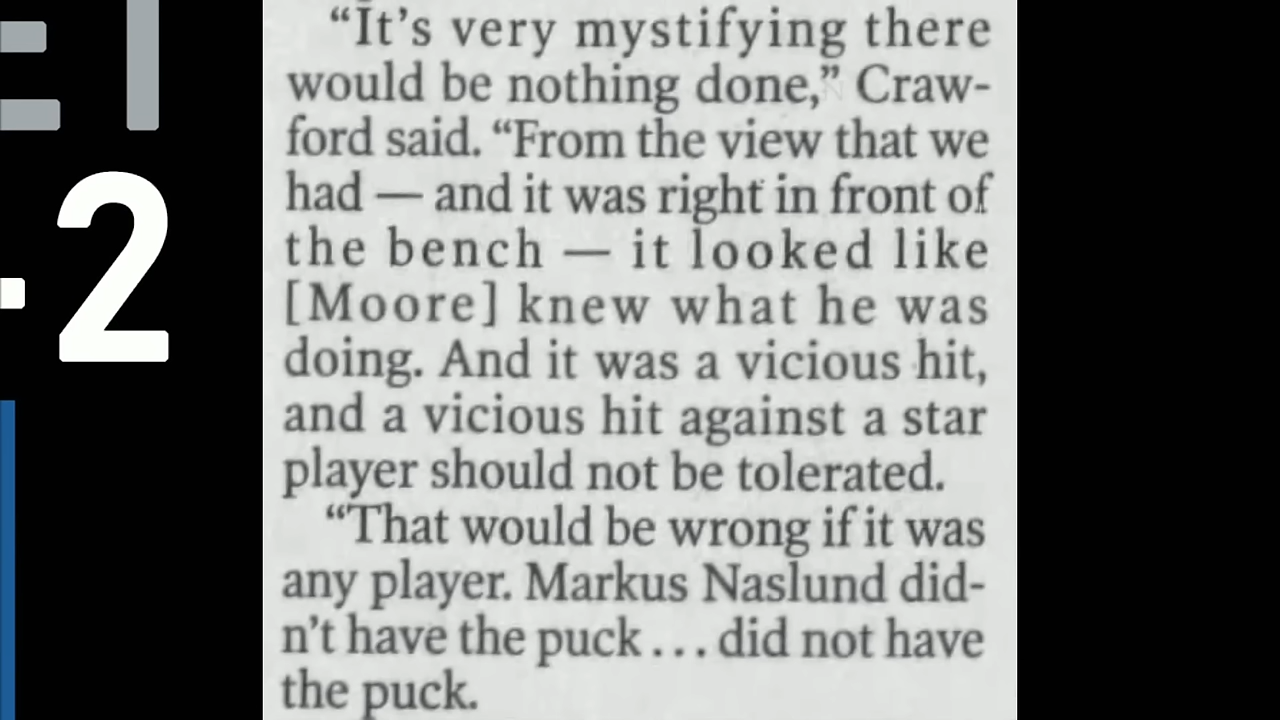 -2
“It’s very mystifying there
would be nothing done,” Craw-
ford said. “From the view that we
had — and it was right in front of
the bench — it looked like
[Moore] knew what he was
doing. And it was a vicious hit,
and a vicious hit against a star
player should not be tolerated.
“That would be wrong if it was
any player. Markus Naslund did-
n’t have the puck . . . did not have
the puck.